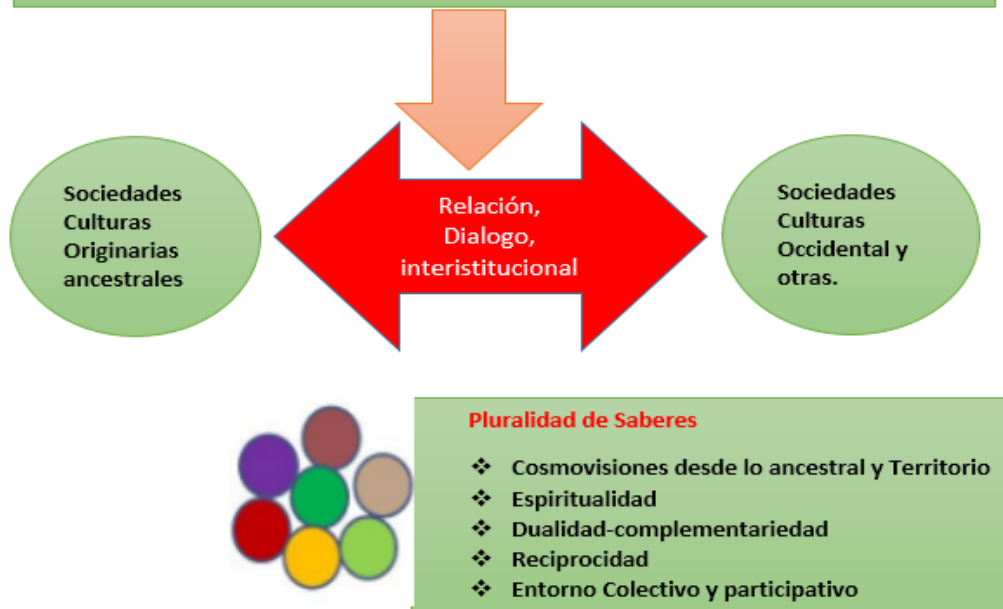 Sociedades
Culturas
Originarias
ancestrales
Relación,
Dialogo,
interistitucional
Sociedades
Culturas
Occidental y
otras.
Pluralidad de Saberes
❖ Cosmovisiones desde lo ancestral y Territorio
❖ Espiritualidad
❖ Dualidad-complementariedad
❖ Reciprocidad
❖ Entorno Colectivo y participativo